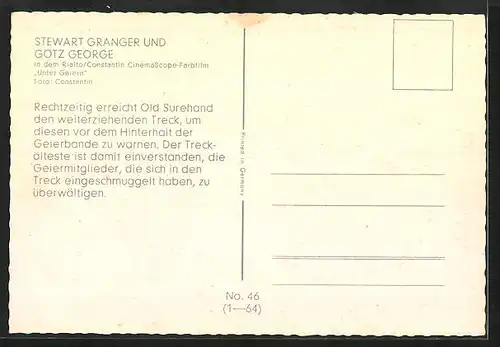 STEWART GRANGER UND
GÖTZ GEORGE
in dem Rialto/Constantin CinemaScope-Farbfilm
„Unter Geiern"
Foto: Constantin
Rechtzeitig erreicht Old Surehand
den weiterziehenden Treck, um
diesen vor dem Hinterhalt der
Geierbande zu warnen. Der Treck-
älteste ist damit einverstanden, die
Geiermitglieder, die sich in den
Treck eingeschmuggelt haben, zu
überwältigen.
Printed in Germany
No. 46
(1—64)